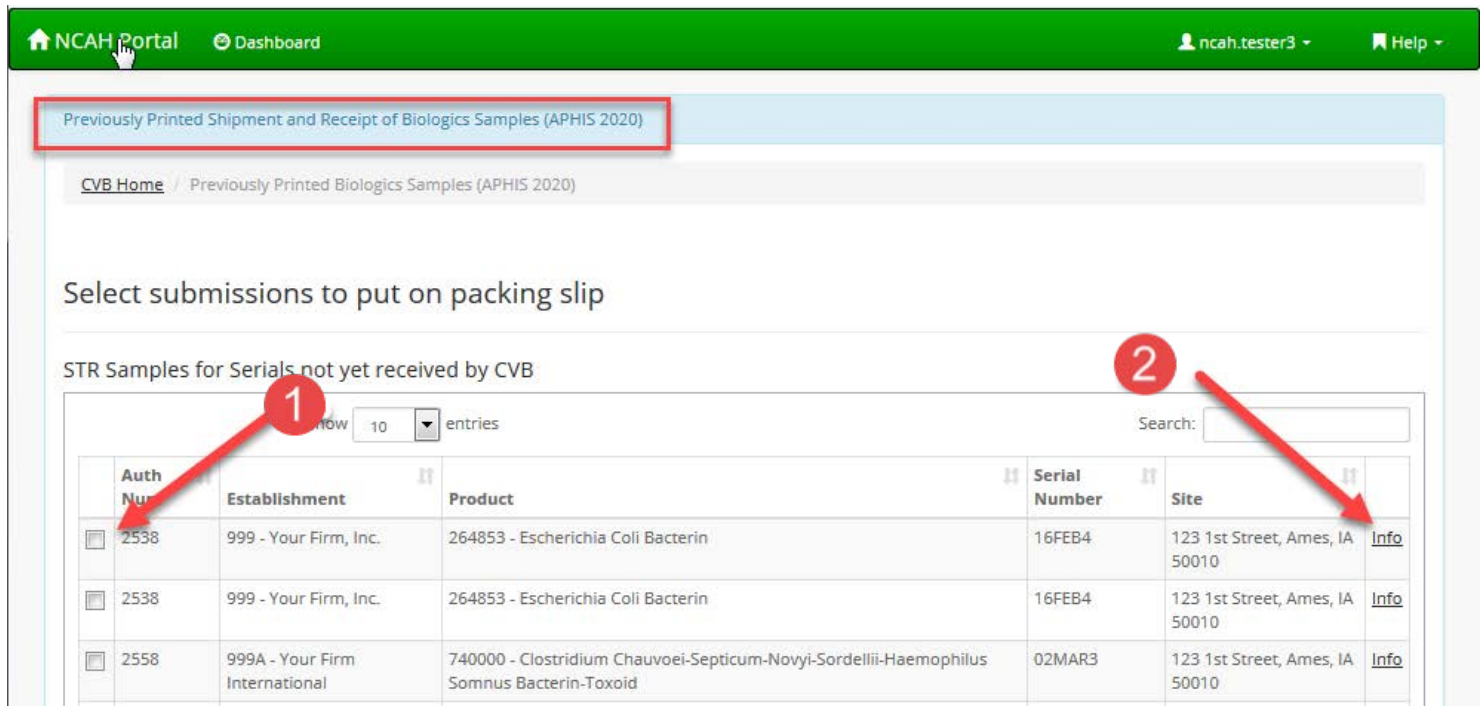 NCAH Portal Dashboard ncah.tester3 Help
Previously Printed Shipment and Receipt of Biologics Samples (APHIS 2020)
CVB Home / Previously Printed Biologics Samples (APHIS 2020)
Select submissions to put on packing slip
STR Samples for Serials not yet received by CVB
1
2
10 entries Search:
Auth Serial
Establishment Product Number Site
2538 999 - Your Firm, Inc. 264853 - Escherichia Coli Bacterin 16FEB4 123 1st Street, Ames, IA Info
50010
2538 999 - Your Firm, Inc. 264853 - Escherichia Coli Bacterin 16FEB4 123 1st Street, Ames, IA Info
50010
2558 999A - Your Firm 740000 - Clostridium Chauvoei-Septicum-Novyi-Sordellii-Haemophilus 02MAR3 123 1st Street, Ames, IA Info
International Somnus Bacterin-Toxoid 50010